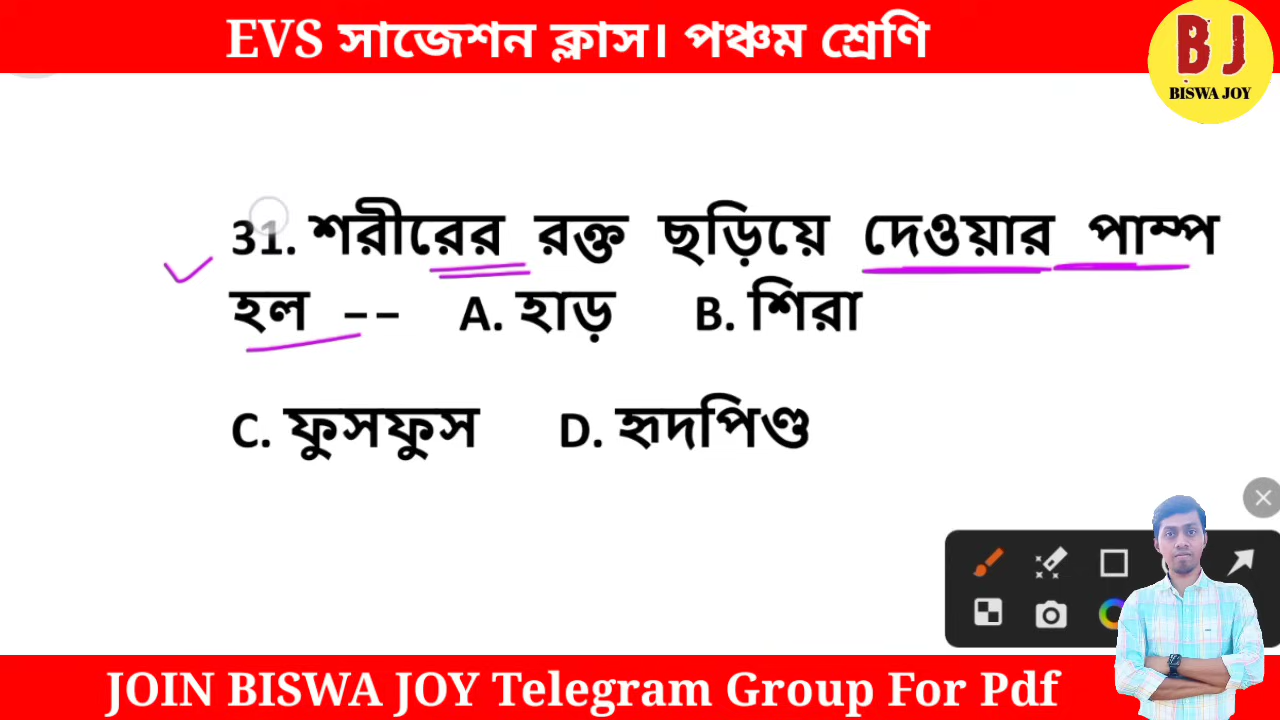 EVS সাজেশন ক্লাস। পঞ্চম শ্রেণি
BJ
BISWA JOY
31. শরীরের রক্ত ছড়িয়ে দেওয়ার পাম্প
হল -- A. হাড় B. শিরা
C. ফুসফুস D. হৃদপিণ্ড
JOIN BISWA JOY Telegram Group For Pdf